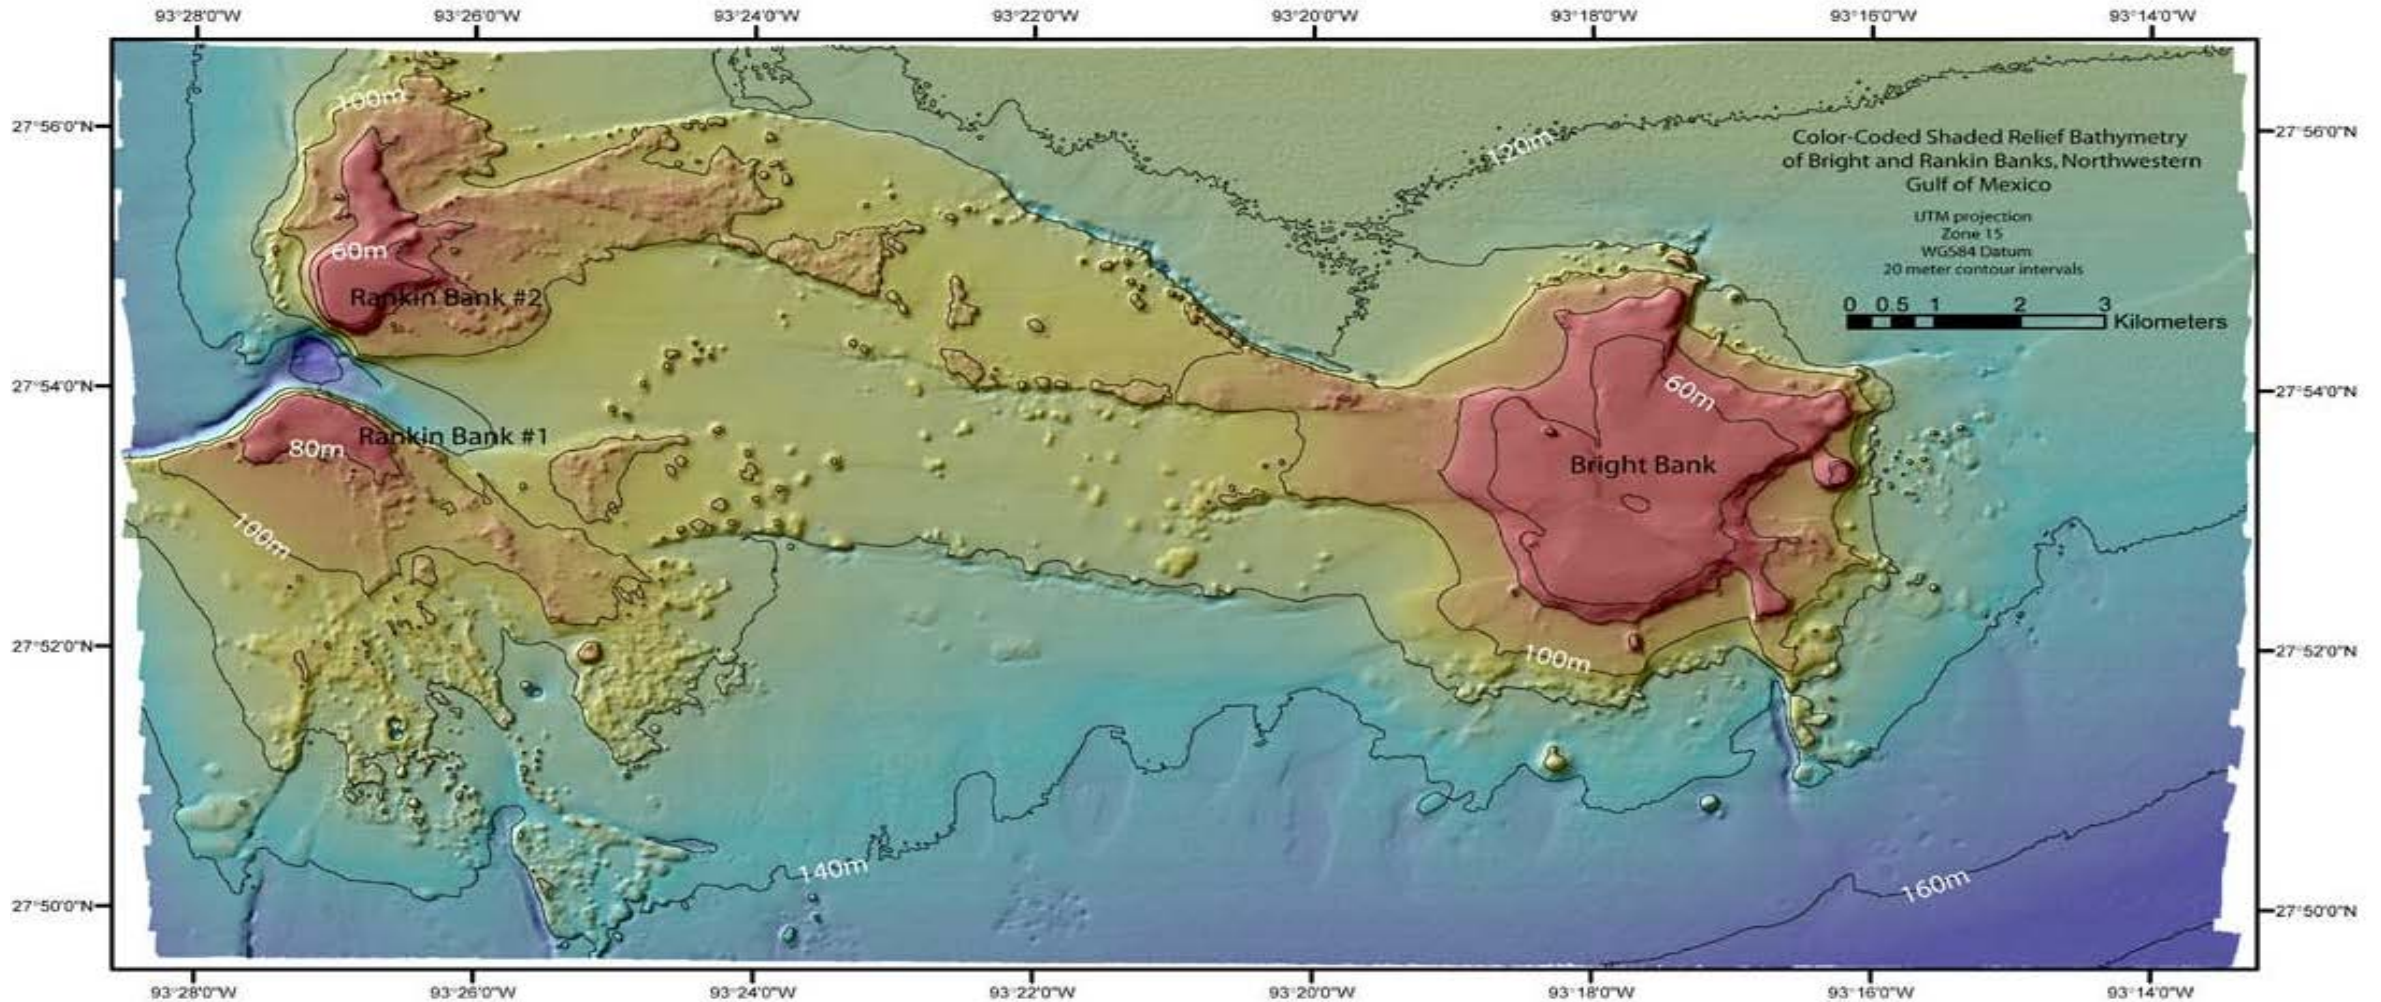 93°28'0"W 93°26'0"W 93°24'0"W 93°22'0"W 93°20'0"W 93°18'0"W 93°16'0"W 93°14'0"W
100m
27°56'0"N
27°56'0"N
120m
Color-Coded Shaded Relief Bathymetry
of Bright and Rankin Banks, Northwestern
Gulf of Mexico
UTM projection
Zone 15
WGS84 Datum
20 meter contour intervals
60m
Rankin Bank #2
0 0.5 1 2 3
Kilometers
27°54'0"N
27°54'0"N
60m
Rankin Bank #1
80m
Bright Bank
100m
27°52'0"N
27°52'0"N
100m
140m
160m
27°50'0"N
27°50'0"N
93°28'0"W 93°26'0"W 93°24'0"W 93°22'0"W 93°20'0"W 93°18'0"W 93°16'0"W 93°14'0"W